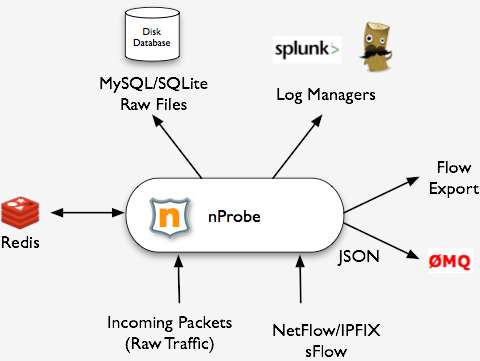 Disk
Database
MySQL/SQLite
Raw Files
splunk>
Log Managers
Flow
Export
n
nProbe
Redis
JSON
ØMQ
Incoming Packets
(Raw Traffic)
NetFlow/IPFIX
sFlow